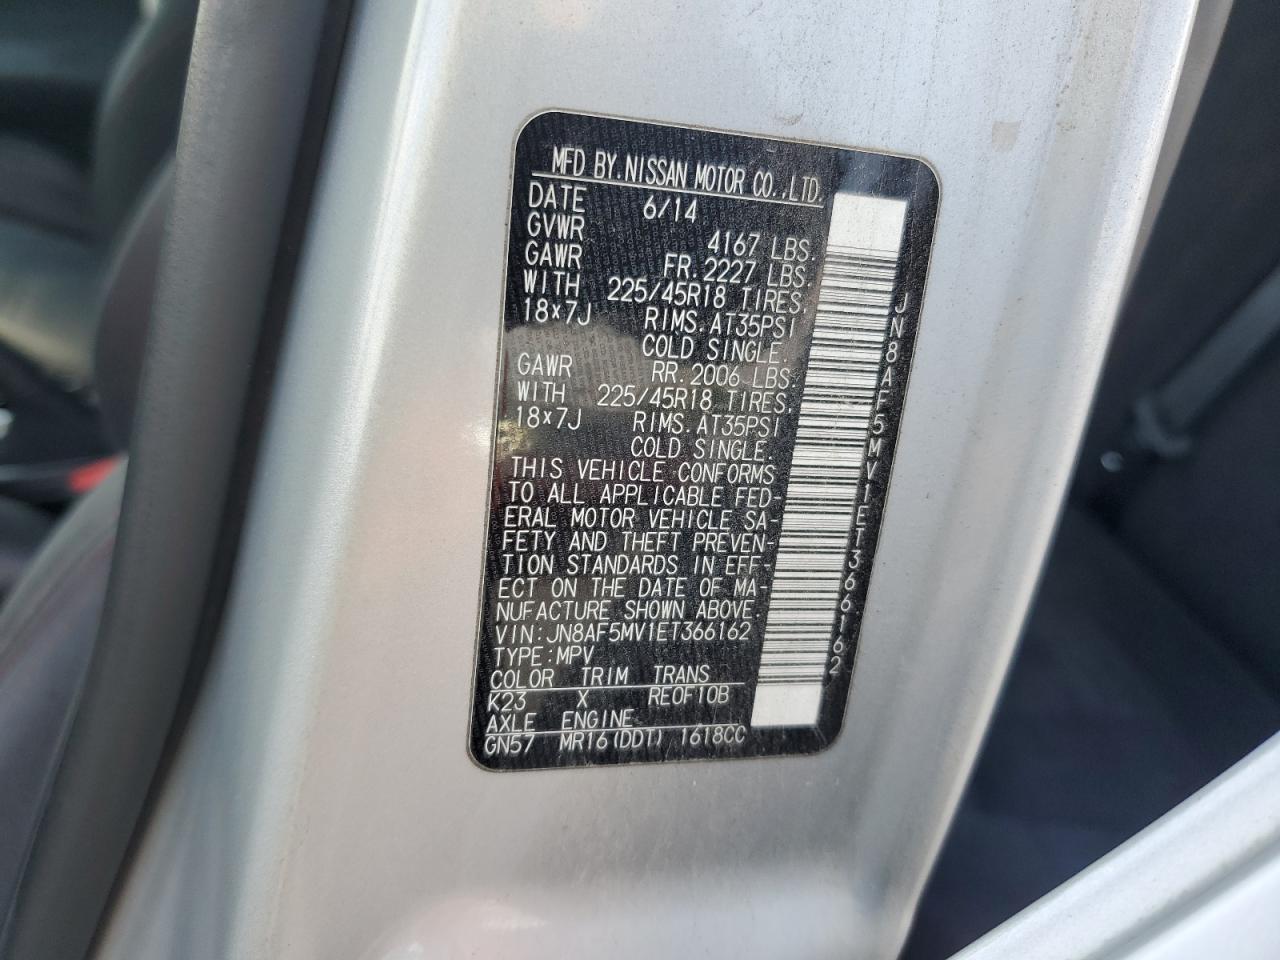 MFD BY.NISSAN MOTOR CO.,LTD.
DATE 6/14
GVWR 4167 LBS.
GAWR FR.2227 LBS.
WITH 225/45R18 TIRES,
18×7J RIMS.AT35PSI
COLD SINGLE.
GAWR RR.2006 LBS.
WITH 225/45R18 TIRES,
18×7J RIMS.AT35PSI
COLD SINGLE.
THIS VEHICLE CONFORMS
TO ALL APPLICABLE FED-
ERAL MOTOR VEHICLE SA-
FETY AND THEFT PREVEN-
TION STANDARDS IN EFF-
ECT ON THE DATE OF MA-
NUFACTURE SHOWN ABOVE.
VIN:JN8AF5MV1ET366162
TYPE:MPV
COLOR TRIM TRANS
K23 X RE0F10B
AXLE ENGINE
GN57 MR16(DDT) 1618CC
JN8AF5MV1ET366162